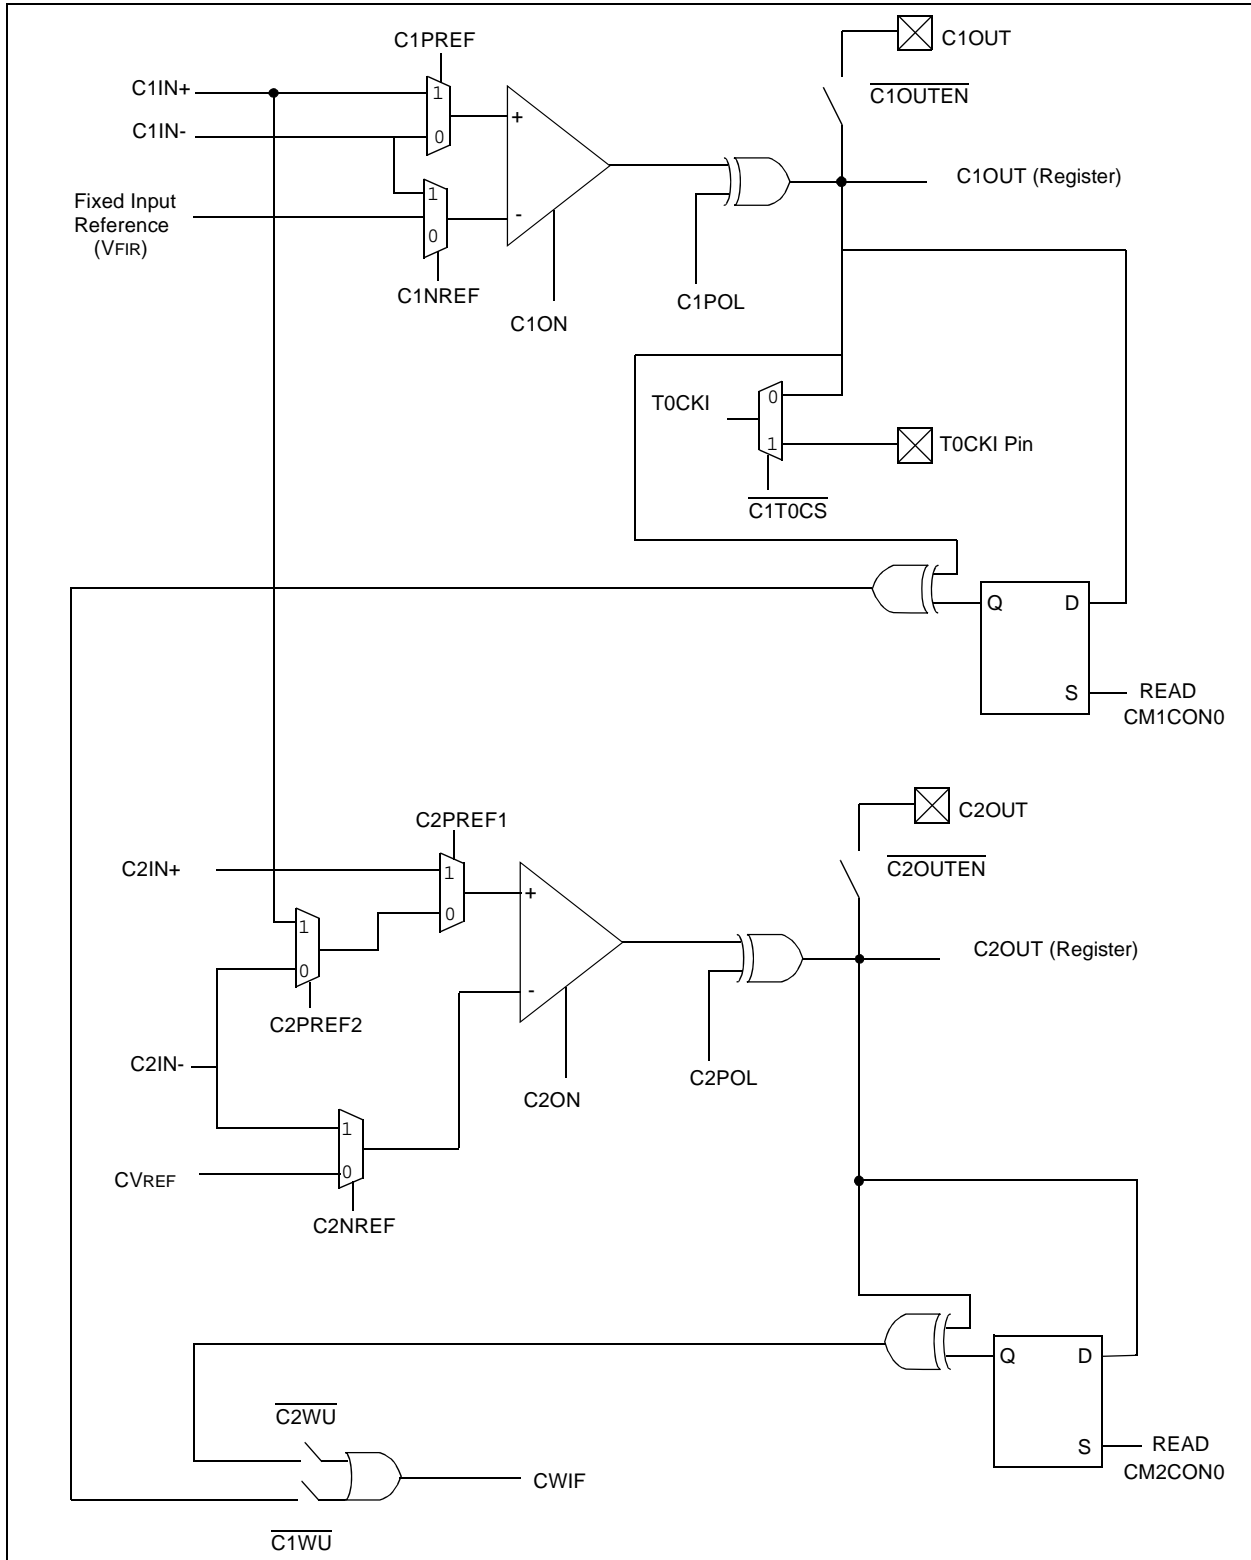 C1PREF
C1OUT
C1IN+
1
C1OUTEN
+
C1IN-
0
C1OUT (Register)
1
Fixed Input
Reference
(VFIR)
-
0
C1NREF
C1POL
C1ON
T0CKI
0
1
T0CKI Pin
C1T0CS
Q
D
S
READ
CM1CON0
C2OUT
C2PREF1
C2IN+
1
C2OUTEN
+
0
1
C2OUT (Register)
0
-
C2PREF2
C2IN-
C2POL
C2ON
1
CVREF
0
C2NREF
Q
D
C2WU
S
READ
CM2CON0
CWIF
C1WU